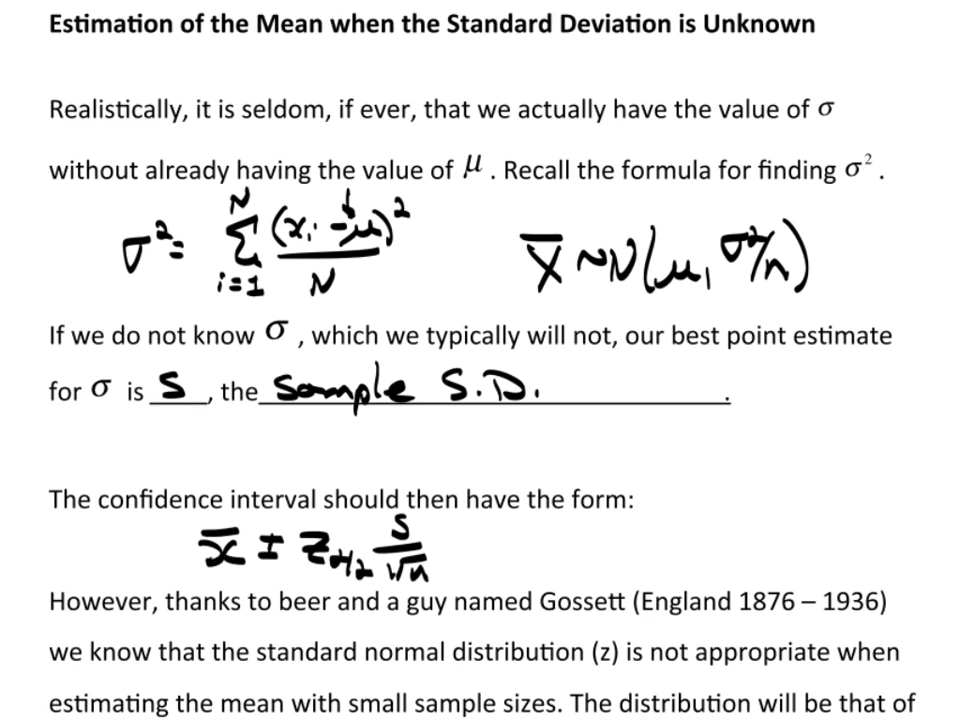 Estimation of the Mean when the Standard Deviation is Unknown
Realistically, it is seldom, if ever, that we actually have the value of σ
without already having the value of μ . Recall the formula for finding σ² .
σ² = Σ_{i=1}^{N} (xᵢ - μ)² / N X̄ ~ N(μ, σ²/n)
If we do not know σ , which we typically will not, our best point estimate
for σ is S , the Sample S.D. .
The confidence interval should then have the form:
x̄ ± z_{α/2} s/√n
However, thanks to beer and a guy named Gossett (England 1876 – 1936)
we know that the standard normal distribution (z) is not appropriate when
estimating the mean with small sample sizes. The distribution will be that of